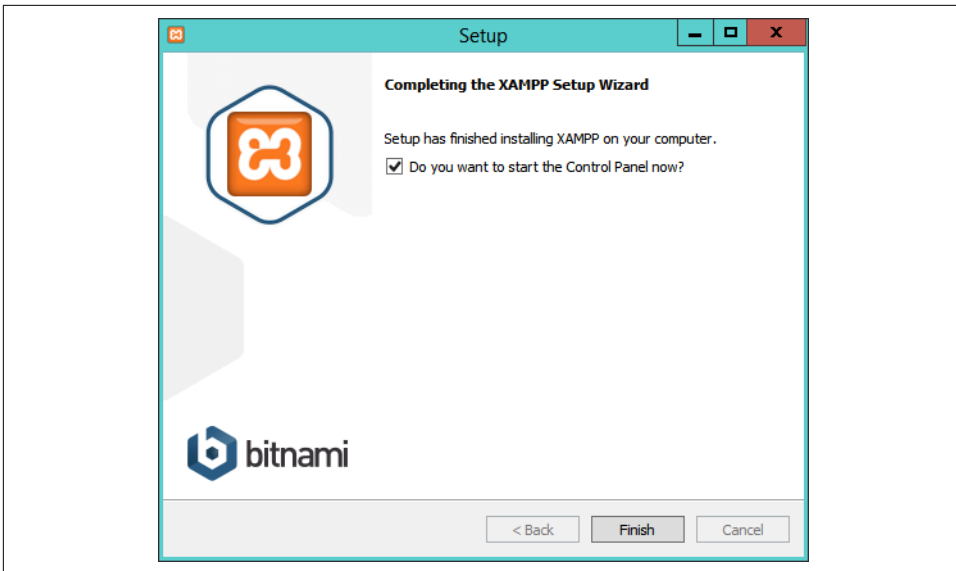 Setup
Completing the XAMPP Setup Wizard
Setup has finished installing XAMPP on your computer.
Do you want to start the Control Panel now?
bitnami
< Back
Finish
Cancel